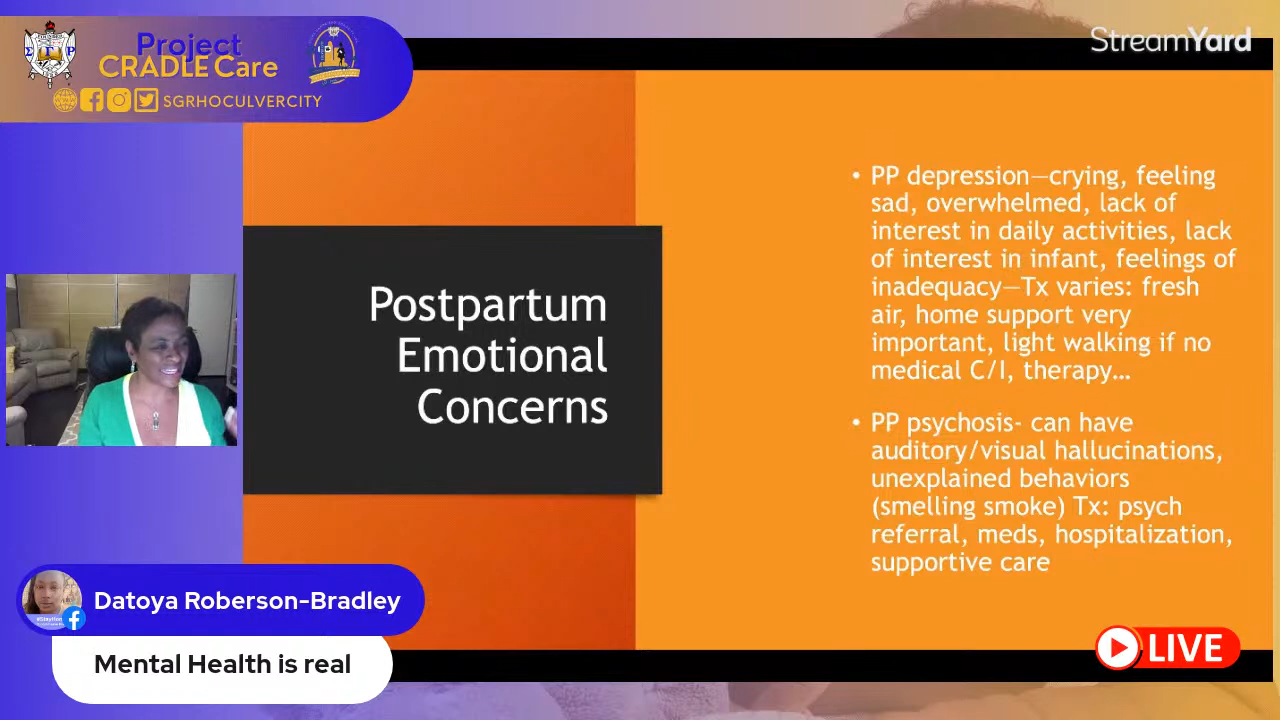 Project
CRADLE Care
ΣΓΡ
SGRHOCULVERCITY
StreamYard
Postpartum
Emotional
Concerns
• PP depression—crying, feeling
sad, overwhelmed, lack of
interest in daily activities, lack
of interest in infant, feelings of
inadequacy—Tx varies: fresh
air, home support very
important, light walking if no
medical C/I, therapy…
• PP psychosis- can have
auditory/visual hallucinations,
unexplained behaviors
(smelling smoke) Tx: psych
referral, meds, hospitalization,
supportive care
Datoya Roberson-Bradley
Mental Health is real
LIVE